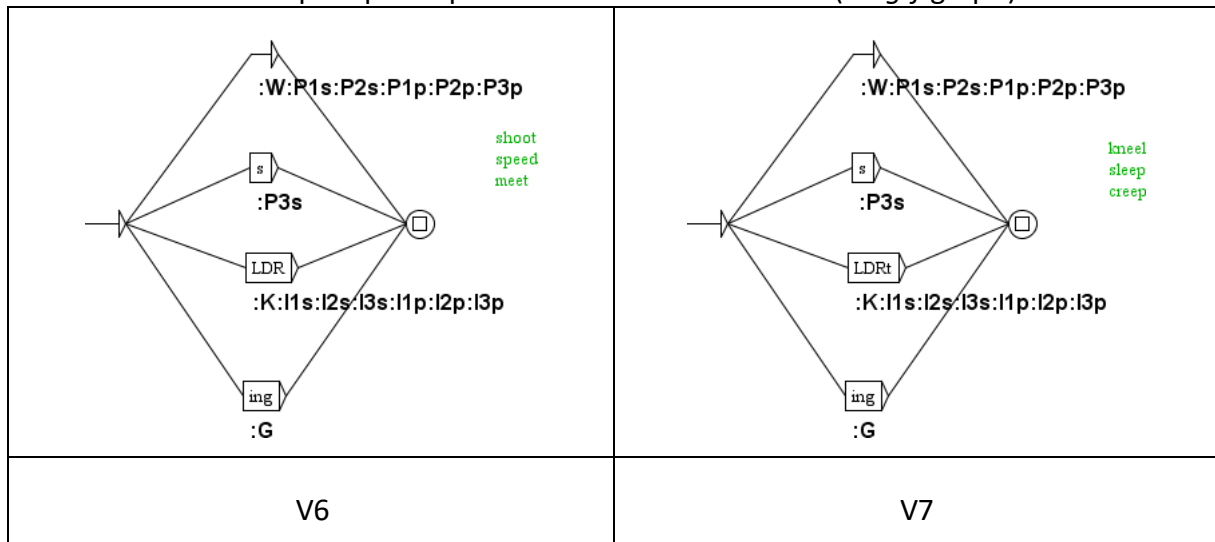 :W:P1s:P2s:P1p:P2p:P3p
shoot
speed
meet
s
:P3s
LDR
:K:I1s:I2s:I3s:I1p:I2p:I3p
ing
:G
:W:P1s:P2s:P1p:P2p:P3p
kneel
sleep
creep
s
:P3s
LDRt
:K:I1s:I2s:I3s:I1p:I2p:I3p
ing
:G
V6
V7